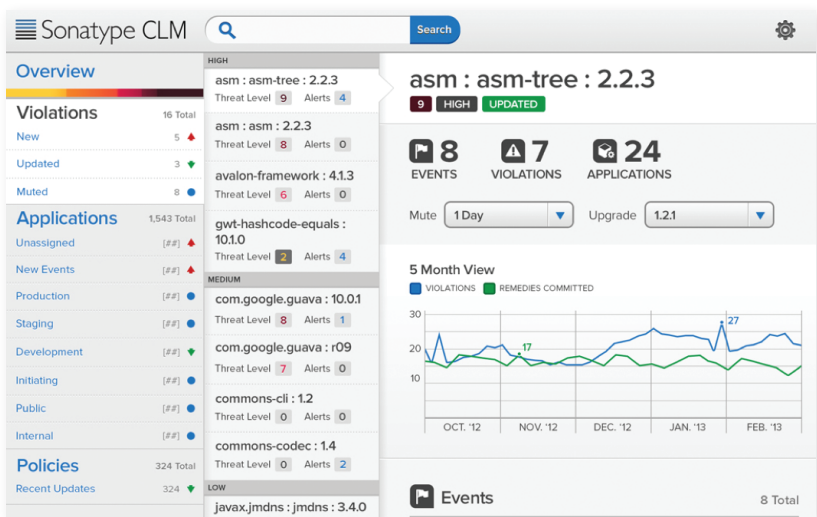 Sonatype CLM
Search
Overview
Violations 16 Total
New 5
Updated 3
Muted 8
Applications 1,543 Total
Unassigned [##]
New Events [##]
Production [##]
Staging [##]
Development [##]
Initiating [##]
Public [##]
Internal [##]
Policies 324 Total
Recent Updates 324
HIGH
asm : asm-tree : 2.2.3
Threat Level 9 Alerts 4
asm : asm : 2.2.3
Threat Level 8 Alerts 0
avalon-framework : 4.1.3
Threat Level 6 Alerts 0
gwt-hashcode-equals :
10.1.0
Threat Level 2 Alerts 4
MEDIUM
com.google.guava : 10.0.1
Threat Level 8 Alerts 1
com.google.guava : r09
Threat Level 7 Alerts 0
commons-cli : 1.2
Threat Level 0 Alerts 0
commons-codec : 1.4
Threat Level 0 Alerts 2
LOW
javax.jmdns : jmdns : 3.4.0
asm : asm-tree : 2.2.3
9 HIGH UPDATED
8 7 24
EVENTS VIOLATIONS APPLICATIONS
Mute 1 Day Upgrade 1.2.1
5 Month View
VIOLATIONS REMEDIES COMMITTED
30
27
20
17
10
OCT. '12 NOV. '12 DEC. '12 JAN. '13 FEB. '13
Events 8 Total